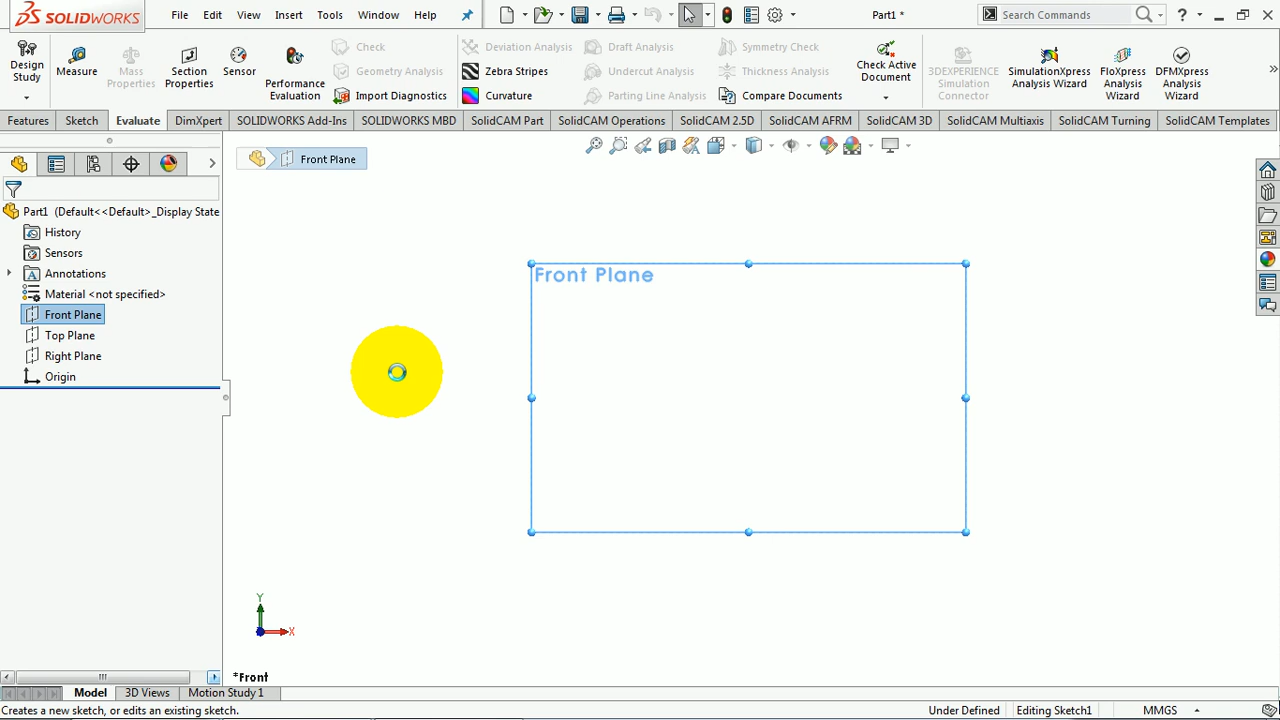 SOLIDWORKS File Edit View Insert Tools Window Help Part1 * Search Commands ?
Design Study
Measure
Mass Properties
Section Properties
Sensor
Performance Evaluation
Check
Geometry Analysis
Import Diagnostics
Deviation Analysis
Zebra Stripes
Curvature
Draft Analysis
Undercut Analysis
Parting Line Analysis
Symmetry Check
Thickness Analysis
Compare Documents
Check Active Document
3DEXPERIENCE Simulation Connector
SimulationXpress Analysis Wizard
FloXpress Analysis Wizard
DFMXpress Analysis Wizard
Features Sketch Evaluate DimXpert SOLIDWORKS Add-Ins SOLIDWORKS MBD SolidCAM Part SolidCAM Operations SolidCAM 2.5D SolidCAM AFRM SolidCAM 3D SolidCAM Multiaxis SolidCAM Turning SolidCAM Templates
Front Plane
Part1 (Default<<Default>_Display State
History
Sensors
Annotations
Material <not specified>
Front Plane
Top Plane
Right Plane
Origin
Front Plane
Y
X
*Front
Model 3D Views Motion Study 1
Creates a new sketch, or edits an existing sketch. Under Defined Editing Sketch1 MMGS